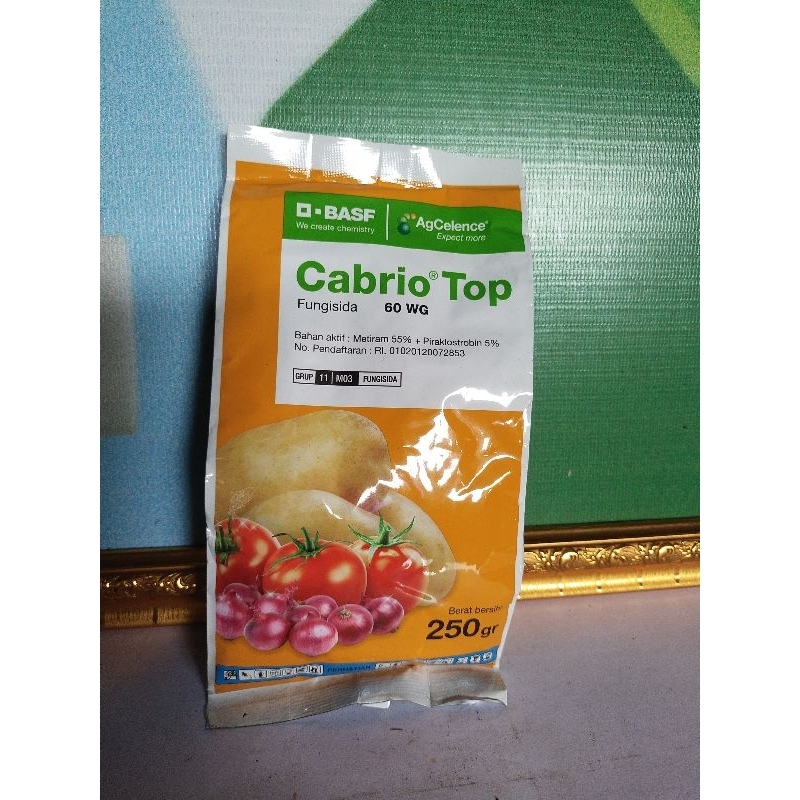 BASF
We create chemistry
AgCelence®
Expect more
Cabrio® Top
Fungisida 60 WG
Bahan aktif : Metiram 55% + Piraklostrobin 5%
No. Pendaftaran : RI. 01020120072853
GRUP 11 M03 FUNGISIDA
Berat bersih
250gr
PERHATIAN